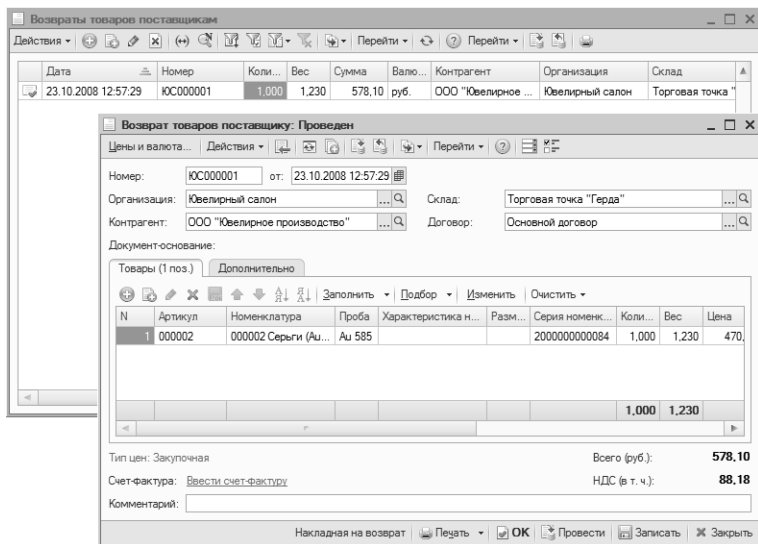 Возвраты товаров поставщикам
Действия Перейти Перейти
Дата Номер Коли... Вес Сумма Валю... Контрагент Организация Склад
23.10.2008 12:57:29 ЮС000001 1,000 1,230 578,10 руб. ООО "Ювелирное ... Ювелирный салон Торговая точка "
Возврат товаров поставщику: Проведен
Цены и валюта... Действия Перейти
Номер: ЮС000001 от: 23.10.2008 12:57:29
Организация: Ювелирный салон ... Склад: Торговая точка "Герда" ...
Контрагент: ООО "Ювелирное производство" ... Договор: Основной договор ...
Документ-основание:
Товары (1 поз.) Дополнительно
Заполнить Подбор Изменить Очистить
N Артикул Номенклатура Проба Характеристика н... Разм... Серия номенк... Коли... Вес Цена
1 000002 000002 Серьги (Au... Au 585 2000000000084 1,000 1,230 470,
1,000 1,230
Тип цен: Закупочная Всего (руб.): 578,10
Счет-фактура: Ввести счет-фактуру НДС (в т. ч.): 88,18
Комментарий:
Накладная на возврат Печать OK Провести Записать Закрыть